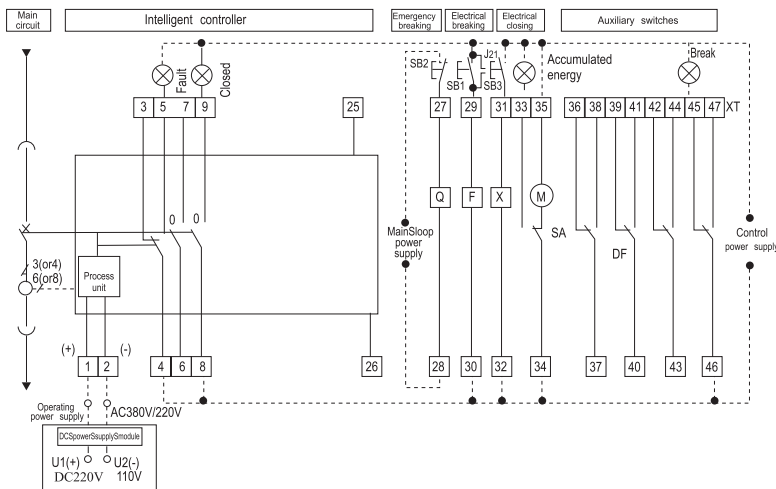 Main
circuit
Intelligent controller
Emergency
breaking
Electrical
breaking
Electrical
closing
Auxiliary switches
Fault
Closed
SB2
SB1
J21
SB3
Accumulated
energy
Break
3 5 7 9 25 27 29 31 33 35 36 38 39 41 42 44 45 47 XT
0 0
Q F X M
SA
DF
MainSloop
power
supply
Control
power supply
3(or4)
6(or8)
Process
unit
(+) (-)
1 2 4 6 8 26 28 30 32 34 37 40 43 46
Operating
power supply
AC380V/220V
DCSpowerSsupplySmodule
U1(+) U2(-)
DC220V 110V